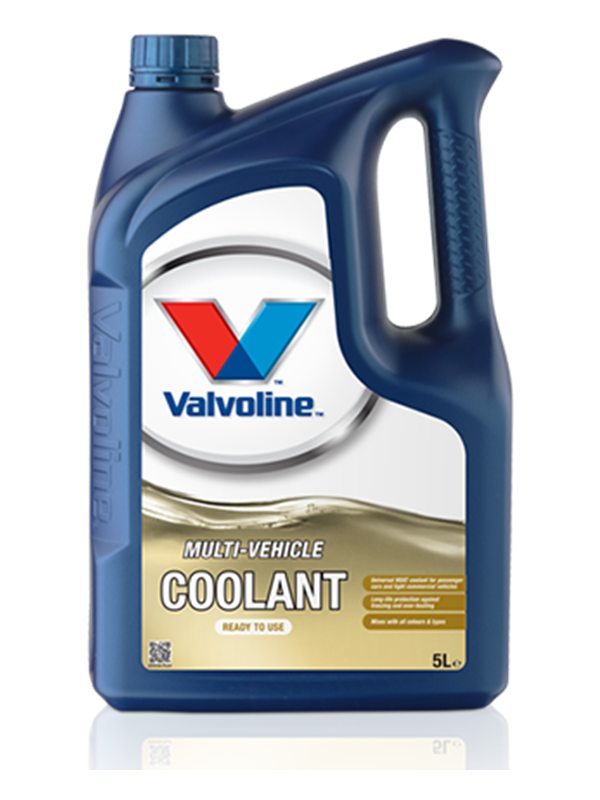 Valvoline
Valvoline™
MULTI-VEHICLE
COOLANT
READY TO USE
Universal HOAT coolant for passenger
cars and light commercial vehicles
Long-life protection against
freezing and over-heating
Mixes with all colours & types
5L℮